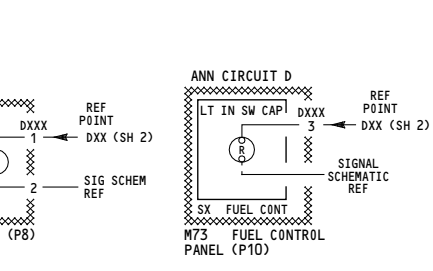 ANN CIRCUIT D
REF
POINT
DXXX
1
DXX (SH 2)
2
SIG SCHEM
REF
(P8)
LT IN SW CAP
DXXX
3
REF
POINT
DXX (SH 2)
R
SIGNAL
SCHEMATIC
REF
SX FUEL CONT
M73 FUEL CONTROL
PANEL (P10)